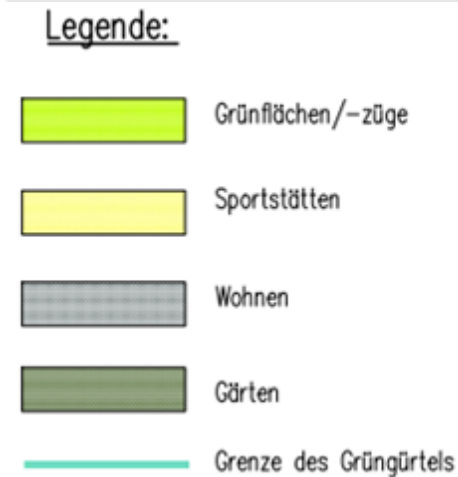 Legende:
Grünflächen/-züge
Sportstätten
Wohnen
Gärten
Grenze des Grüngürtels